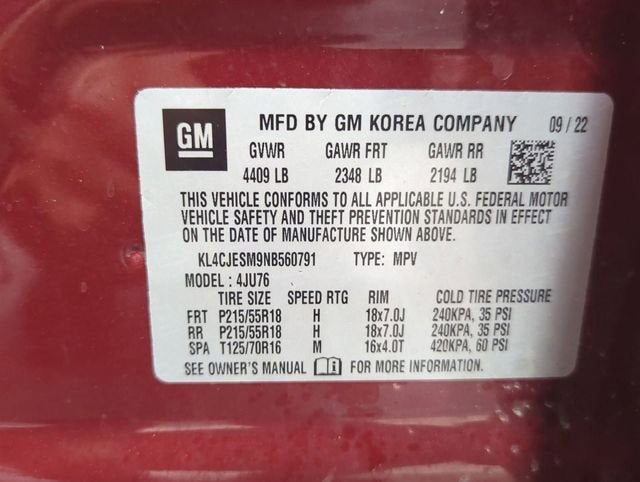 GM MFD BY GM KOREA COMPANY 09 / 22
GVWR GAWR FRT GAWR RR
4409 LB 2348 LB 2194 LB
THIS VEHICLE CONFORMS TO ALL APPLICABLE U.S. FEDERAL MOTOR
VEHICLE SAFETY AND THEFT PREVENTION STANDARDS IN EFFECT
ON THE DATE OF MANUFACTURE SHOWN ABOVE.
KL4CJESM9NB560791 TYPE: MPV
MODEL : 4JU76
TIRE SIZE SPEED RTG RIM COLD TIRE PRESSURE
FRT P215/55R18 H 18x7.0J 240KPA, 35 PSI
RR P215/55R18 H 18x7.0J 240KPA, 35 PSI
SPA T125/70R16 M 16x4.0T 420KPA, 60 PSI
SEE OWNER'S MANUAL FOR MORE INFORMATION.